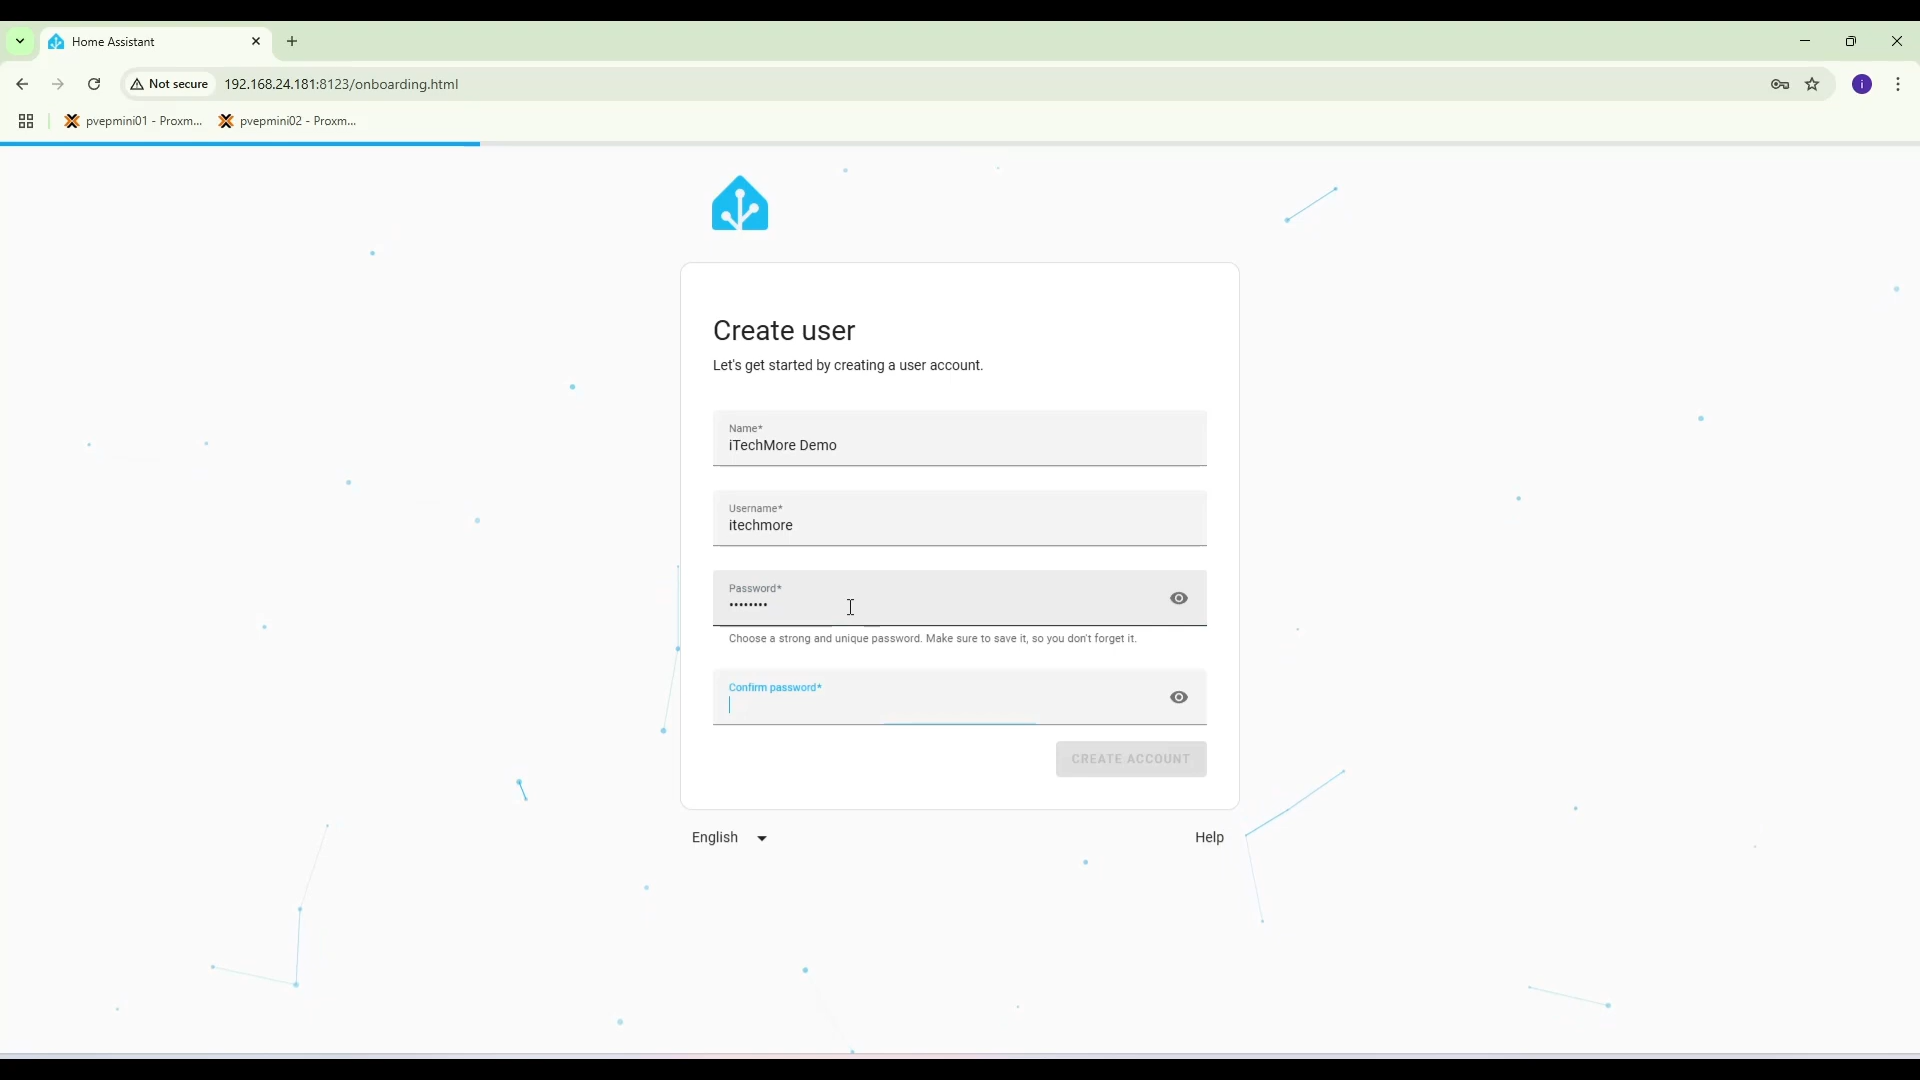 Home Assistant
Not secure 192.168.24.181:8123/onboarding.html
i
pvepmini01 - Proxm... pvepmini02 - Proxm...
Create user
Let's get started by creating a user account.
Name*
iTechMore Demo
Username*
itechmore
Password*
••••••••
Choose a strong and unique password. Make sure to save it, so you don't forget it.
Confirm password*
CREATE ACCOUNT
English Help